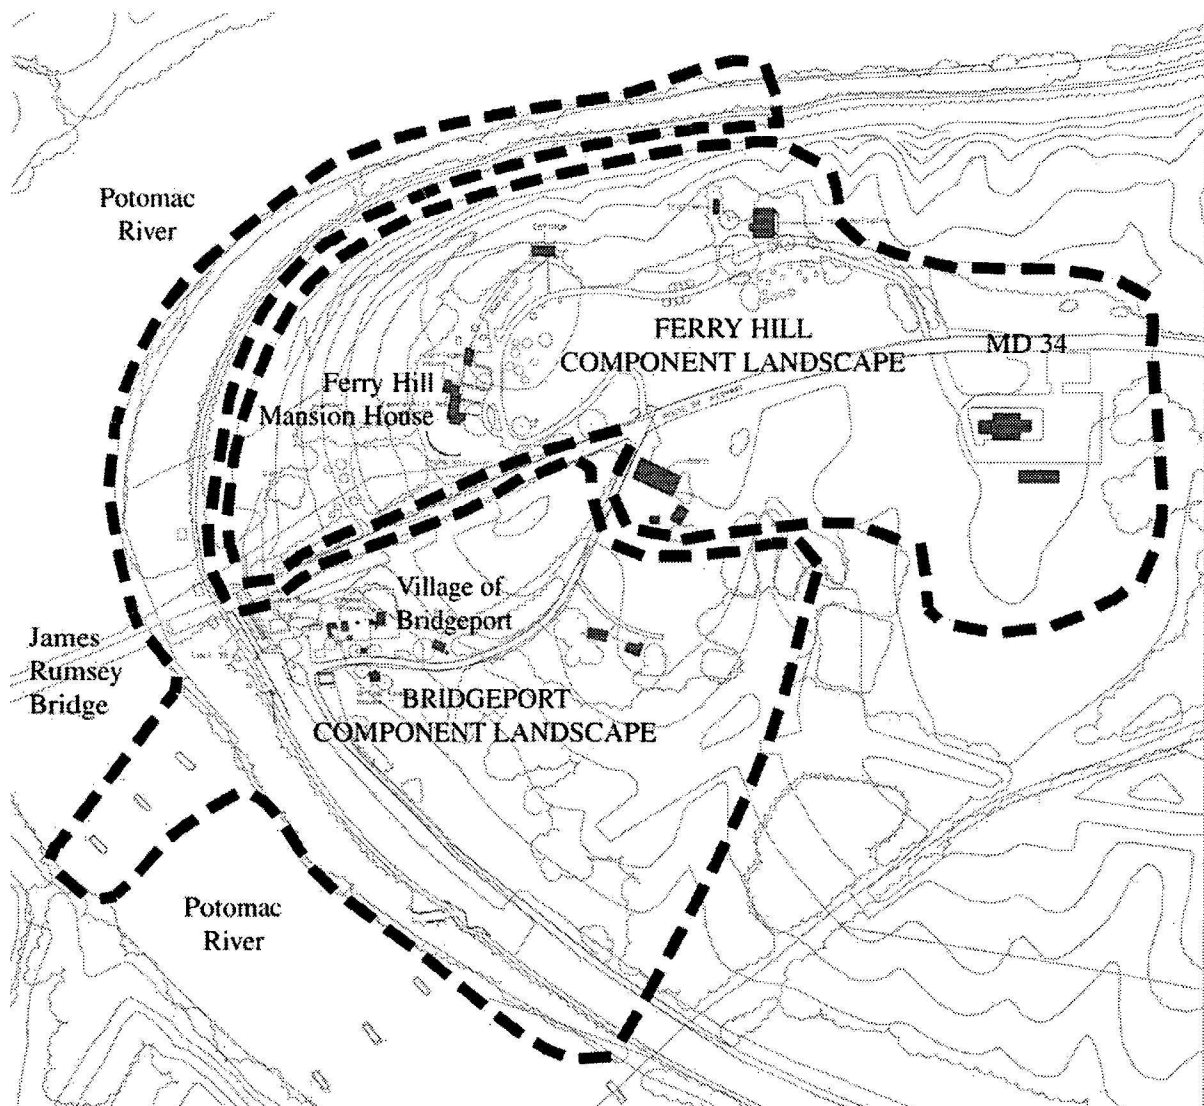 Potomac
River
FERRY HILL
COMPONENT LANDSCAPE
MD 34
Ferry Hill
Mansion House
Village of
Bridgeport
James
Rumsey
Bridge
BRIDGEPORT
COMPONENT LANDSCAPE
Potomac
River